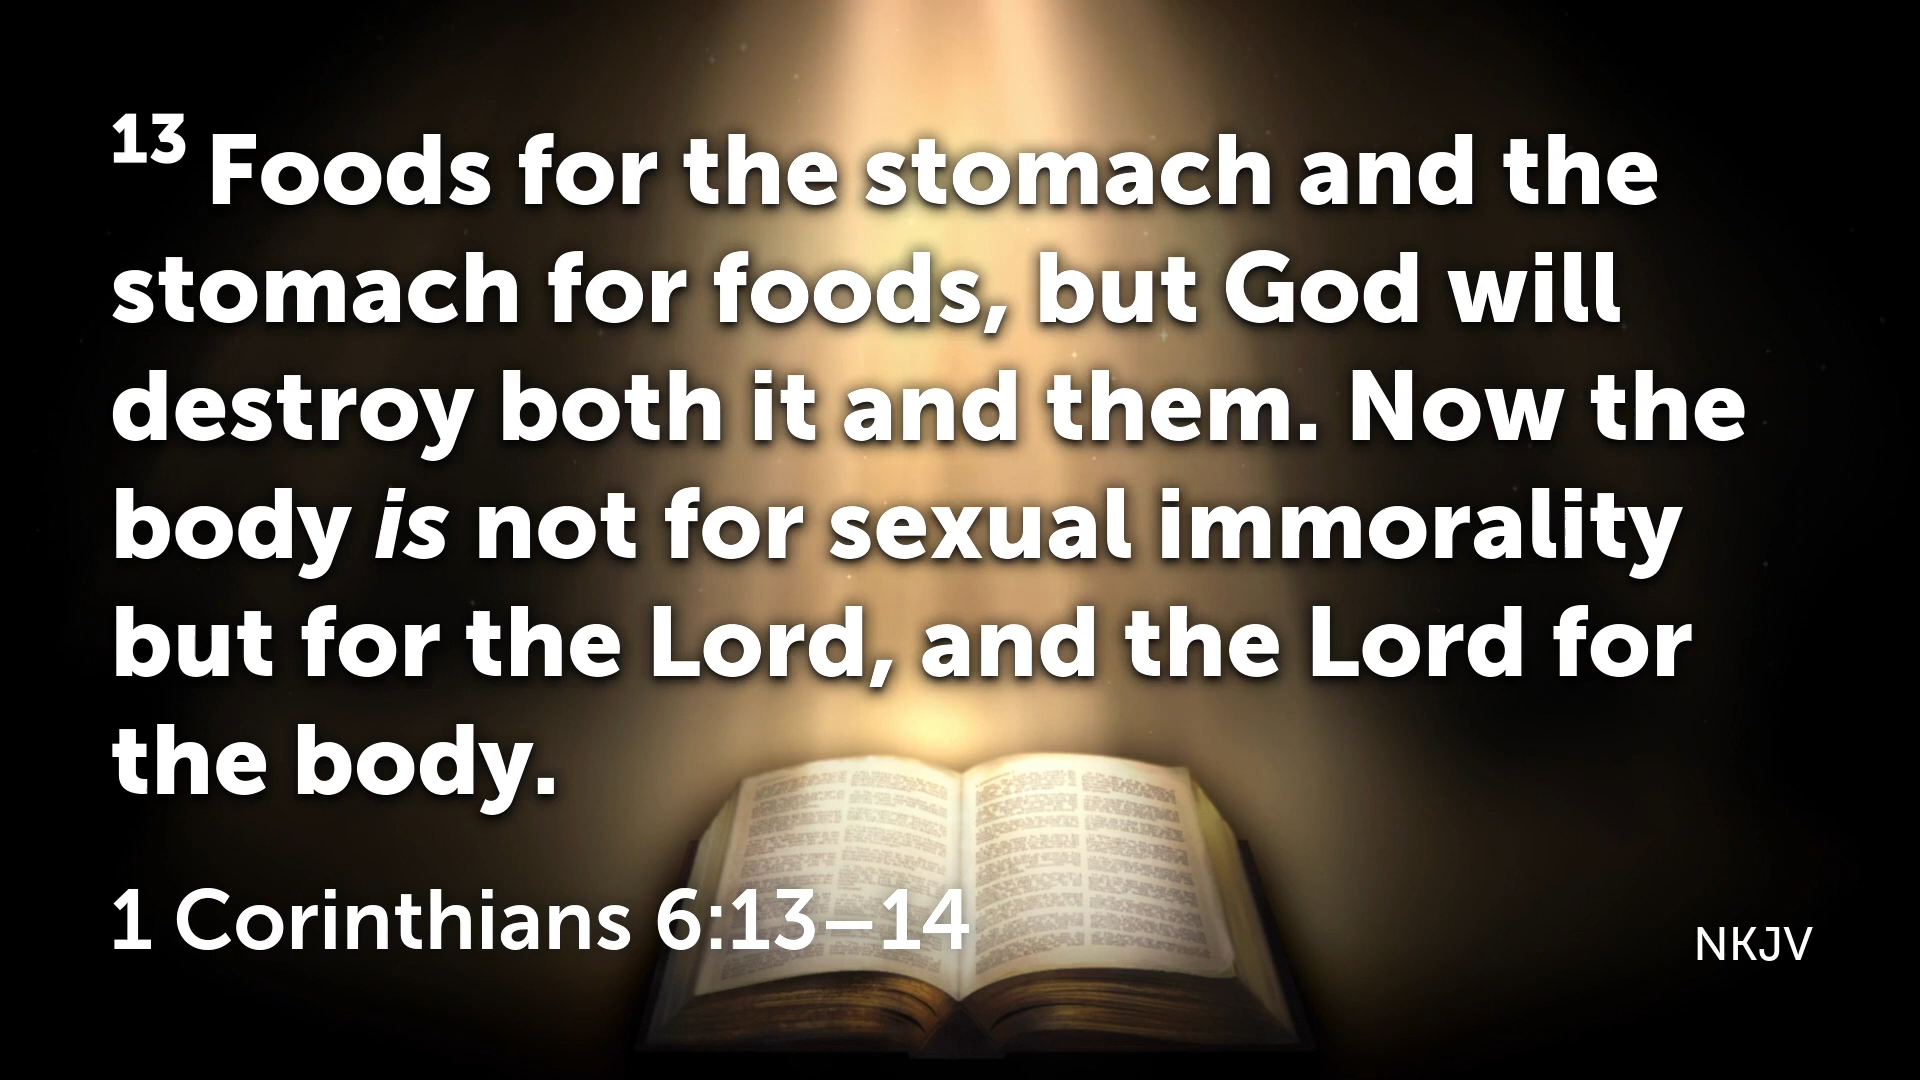 13 Foods for the stomach and the
stomach for foods, but God will
destroy both it and them. Now the
body is not for sexual immorality
but for the Lord, and the Lord for
the body.
1 Corinthians 6:13–14
NKJV